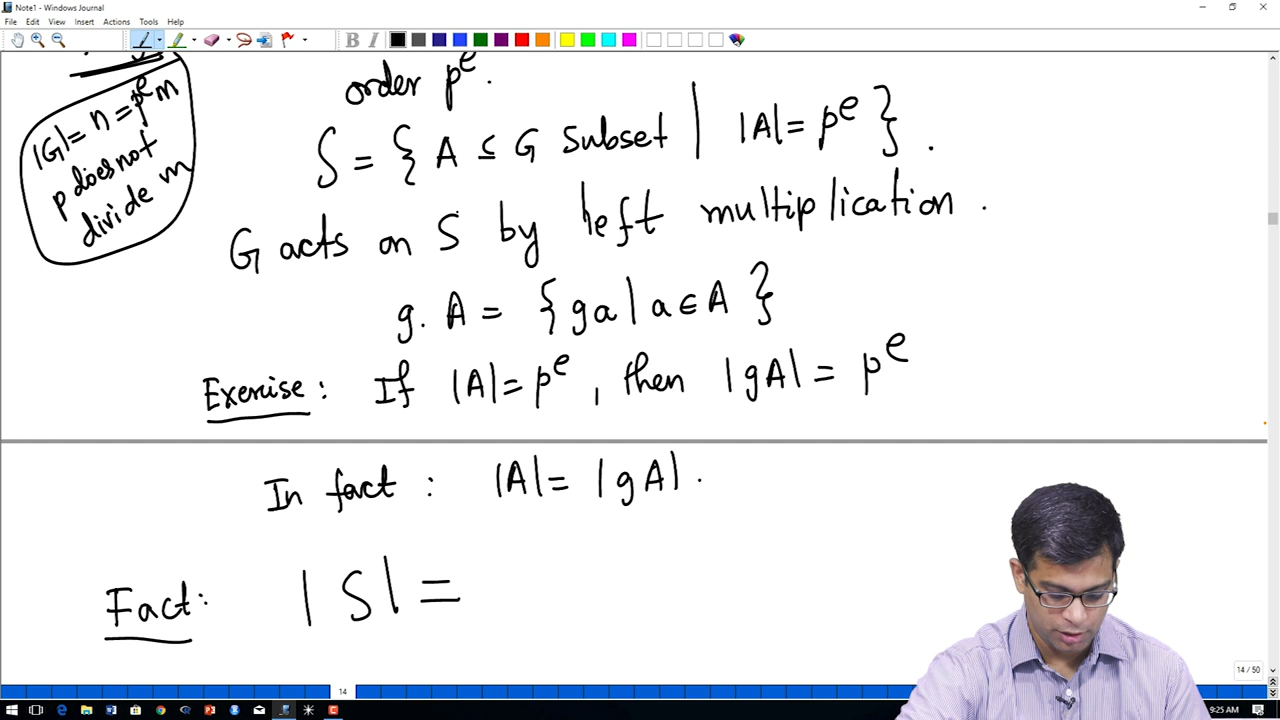 Note1 - Windows Journal
File Edit View Insert Actions Tools Help
order p^e.
|G| = n = p^e m
p does not
divide m
S = { A ⊆ G subset | |A| = p^e } .
G acts on S by left multiplication .
g. A = { ga | a ∈ A }
Exercise : If |A| = p^e , then |gA| = p^e
In fact : |A| = |gA| .
Fact: |S| =
14 / 50
14
9:25 AM